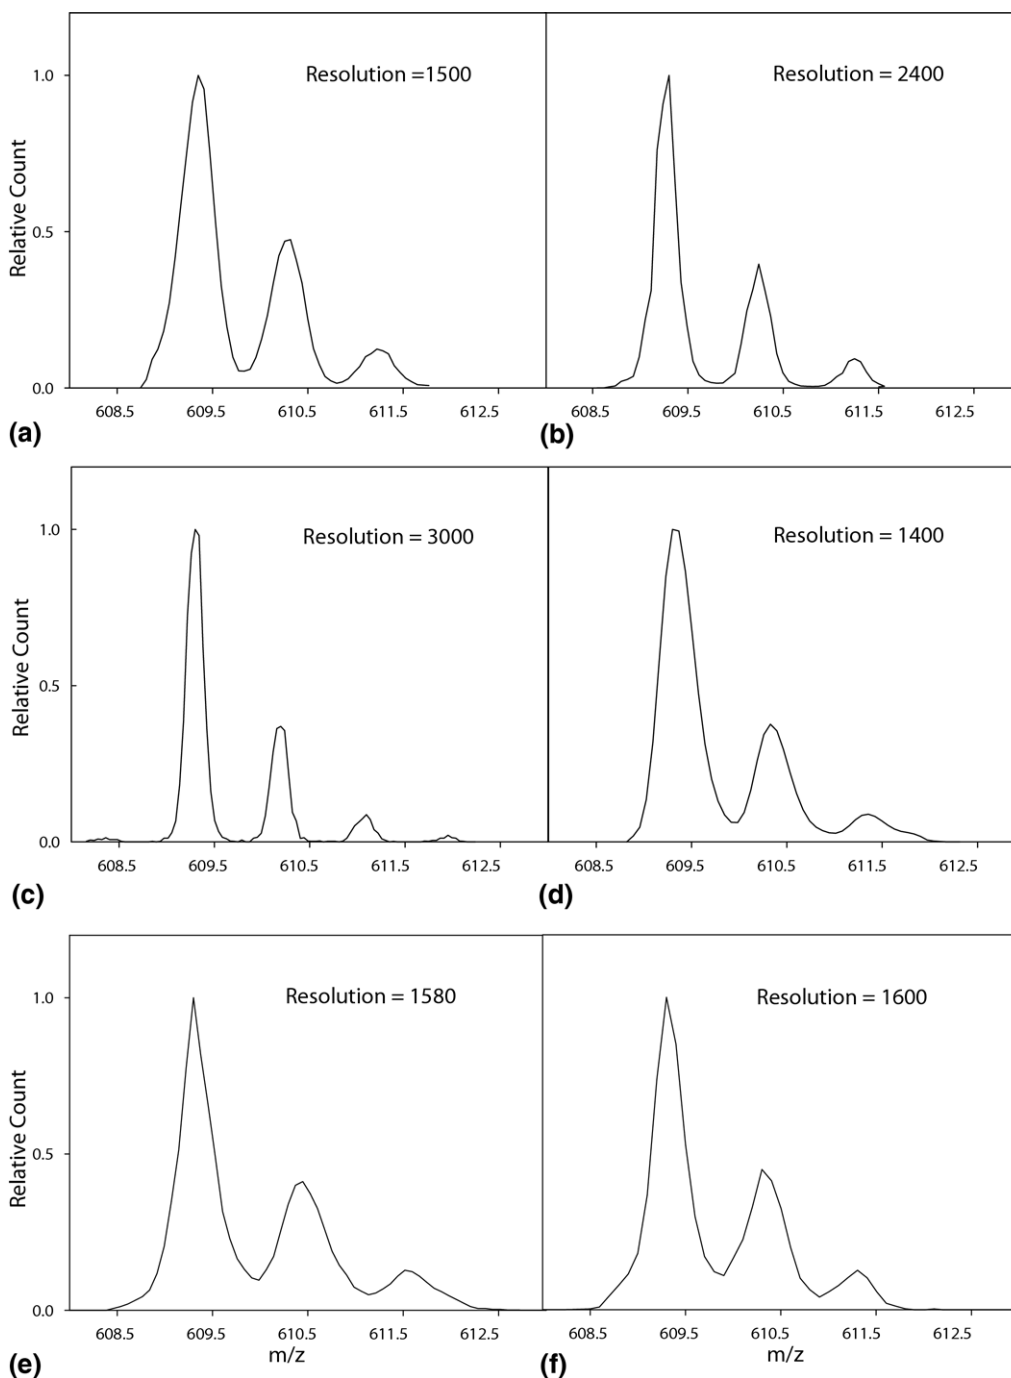 Resolution =1500
Resolution = 2400
1.0
0.5
0.0
Relative Count
608.5 609.5 610.5 611.5 612.5
608.5 609.5 610.5 611.5 612.5
(a)
(b)
Resolution = 3000
Resolution = 1400
1.0
0.5
0.0
Relative Count
608.5 609.5 610.5 611.5 612.5
608.5 609.5 610.5 611.5 612.5
(c)
(d)
Resolution = 1580
Resolution = 1600
1.0
0.5
0.0
Relative Count
608.5 609.5 610.5 611.5 612.5
608.5 609.5 610.5 611.5 612.5
(e)
m/z
(f)
m/z